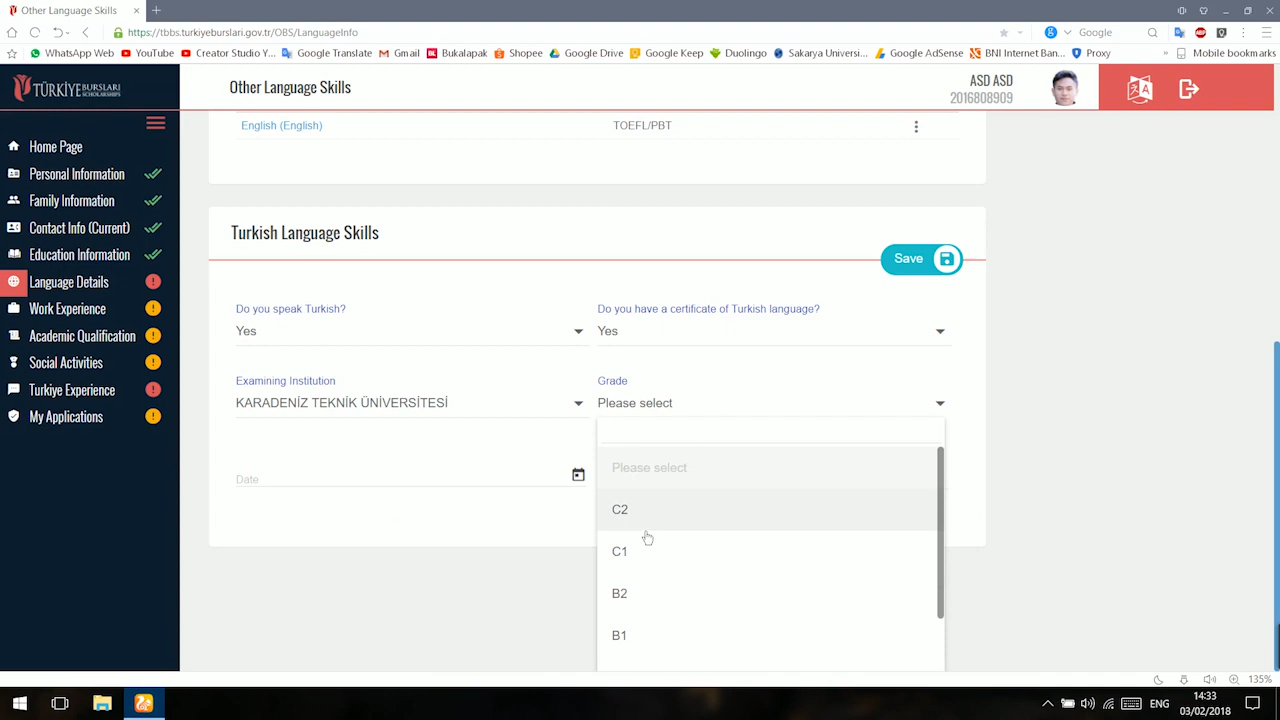 Other Language Skills
https://tbbs.turkiyeburslari.gov.tr/OBS/LanguageInfo
Google
WhatsApp Web
YouTube
Creator Studio Y...
Google Translate
Gmail
Bukalapak
Shopee
Google Drive
Google Keep
Duolingo
Sakarya Universi...
Google AdSense
BNI Internet Ban...
Proxy
»
Mobile bookmarks
TÜRKİYE BURSLARI
SCHOLARSHIPS
Other Language Skills
ASD ASD
2016808909
Home Page
Personal Information
Family Information
Contact Info (Current)
Education Information
Language Details
Work Experience
Academic Qualification
Social Activities
Turkiye Experience
My Applications
English (English)
TOEFL/PBT
Turkish Language Skills
Save
Do you speak Turkish?
Do you have a certificate of Turkish language?
Yes
Yes
Examining Institution
Grade
KARADENİZ TEKNİK ÜNİVERSİTESİ
Please select
Date
Please select
C2
C1
B2
B1
135%
ENG
14:33
03/02/2018